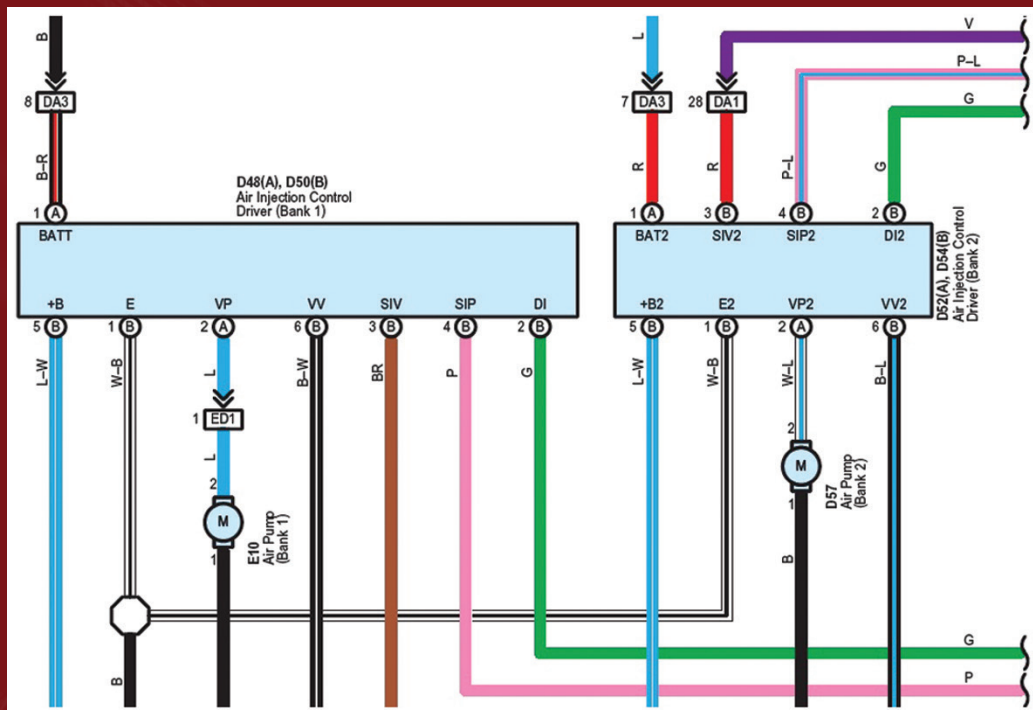 B
L
V
P–L
G
8 DA3
7 DA3
28 DA1
B–R
R
R
P–L
G
D48(A), D50(B)
Air Injection Control
Driver (Bank 1)
1 A
1 A
3 B
4 B
2 B
BATT
BAT2
SIV2
SIP2
DI2
D52(A), D54(B)
Air Injection Control
Driver (Bank 2)
+B
E
VP
VV
SIV
SIP
DI
+B2
E2
VP2
VV2
5 B
1 B
2 A
6 B
3 B
4 B
2 B
5 B
1 B
2 A
6 B
L–W
W–B
L
B–W
BR
P
G
L–W
W–B
W–L
B–L
1 ED1
L
2
M
1
E10
Air Pump
(Bank 1)
2
M
1
D57
Air Pump
(Bank 2)
B
B
G
P